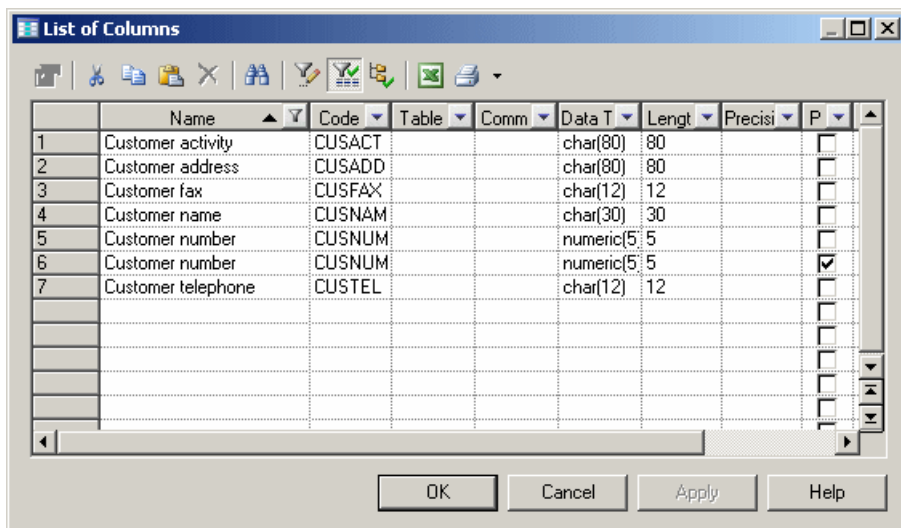 List of Columns
Name Code Table Comm Data T Lengt Precisi P
1 Customer activity CUSACT char(80) 80
2 Customer address CUSADD char(80) 80
3 Customer fax CUSFAX char(12) 12
4 Customer name CUSNAM char(30) 30
5 Customer number CUSNUM numeric(5) 5
6 Customer number CUSNUM numeric(5) 5
7 Customer telephone CUSTEL char(12) 12
OK Cancel Apply Help